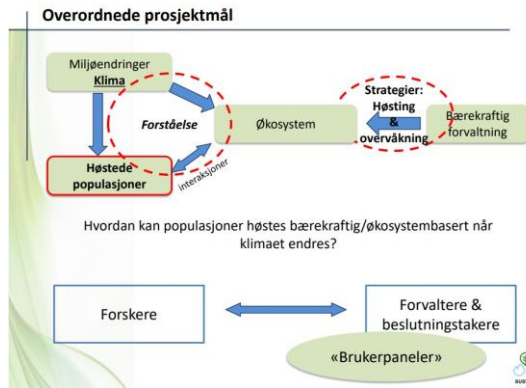 Overordnede prosjektmål
Miljøendringer
Klima
Forståelse
Høstede
populasjoner
interaksjoner
Økosystem
Strategier:
Høsting
&
overvåkning
Bærekraftig
forvaltning
Hvordan kan populasjoner høstes bærekraftig/økosystembasert når
klimaet endres?
Forskere
Forvaltere &
beslutningstakere
«Brukerpaneler»